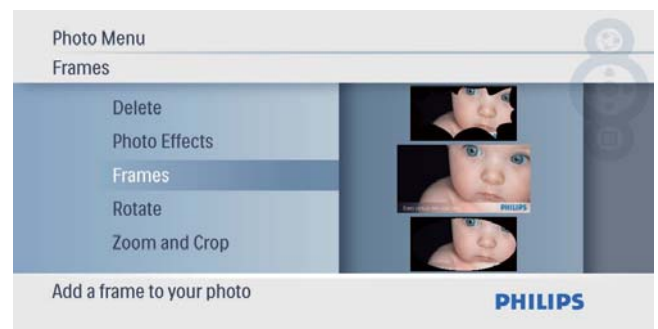 Photo Menu
Frames
Delete
Photo Effects
Frames
Rotate
Zoom and Crop
PHILIPS
Add a frame to your photo
PHILIPS